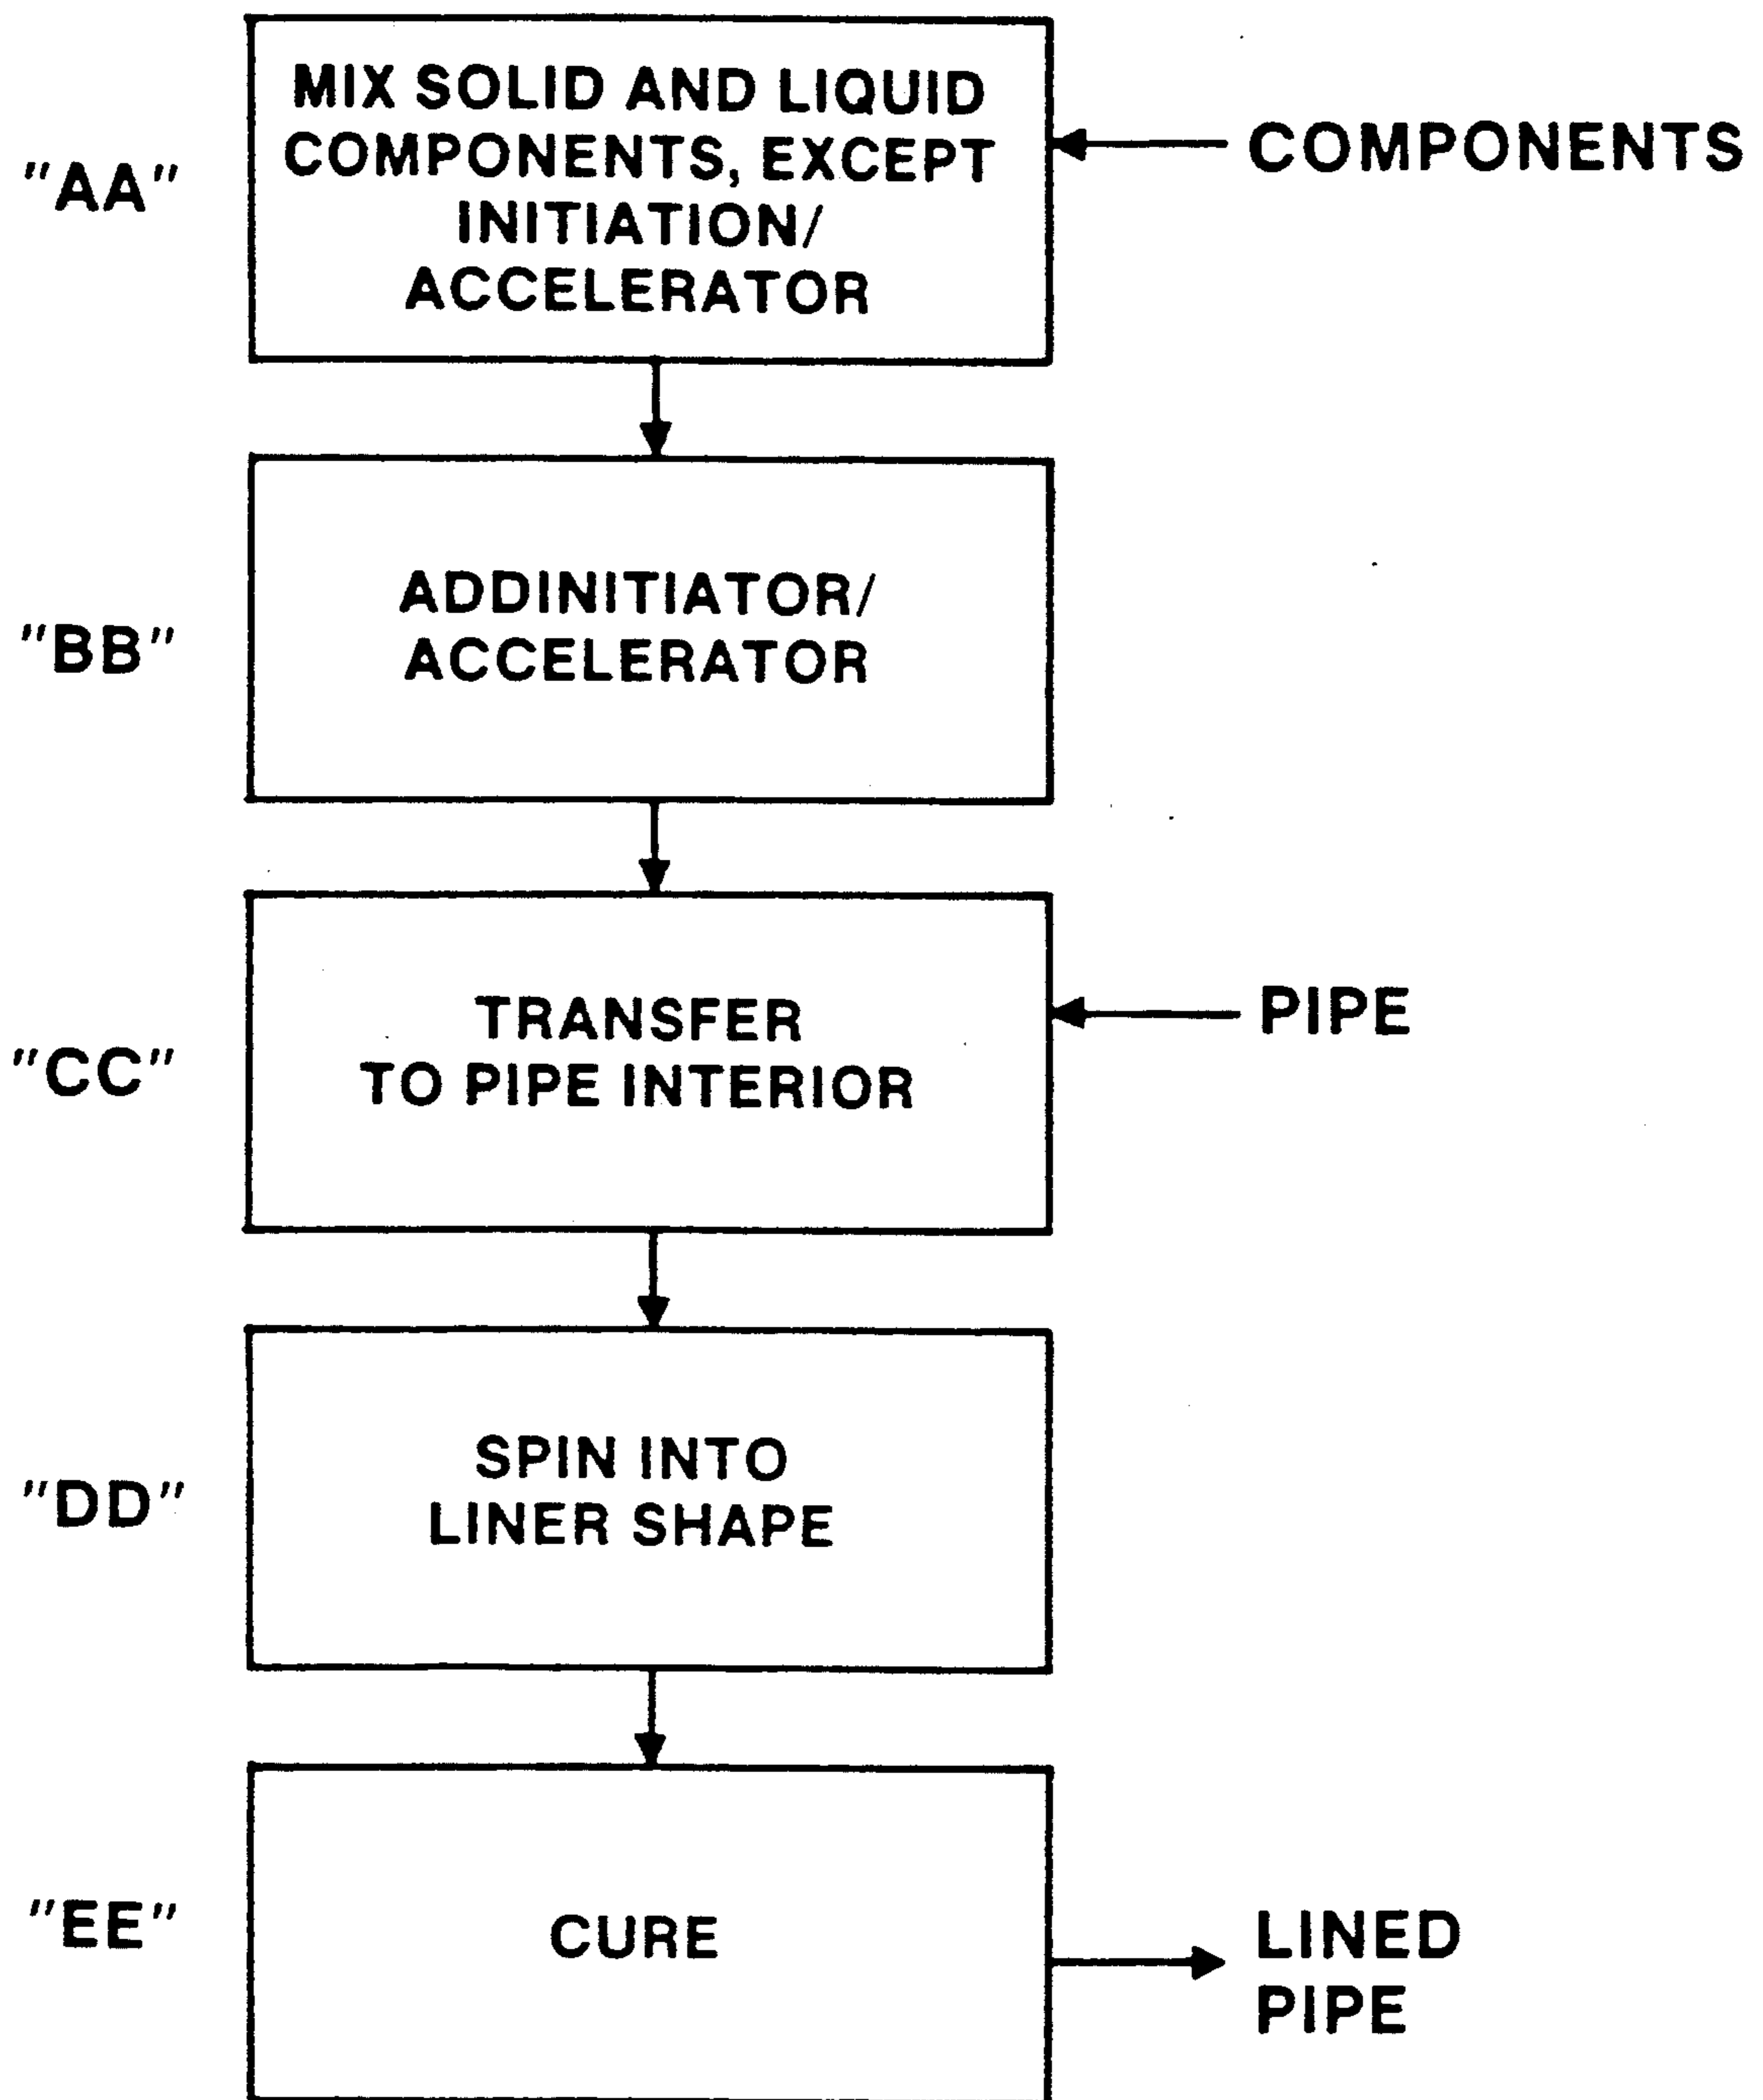 MIX SOLID AND LIQUID
COMPONENTS, EXCEPT
INITIATION/
ACCELERATOR
COMPONENTS
"AA"
ADDINITIATOR/
ACCELERATOR
"BB"
TRANSFER
TO PIPE INTERIOR
PIPE
"CC"
SPIN INTO
LINER SHAPE
"DD"
CURE
"EE"
LINED
PIPE